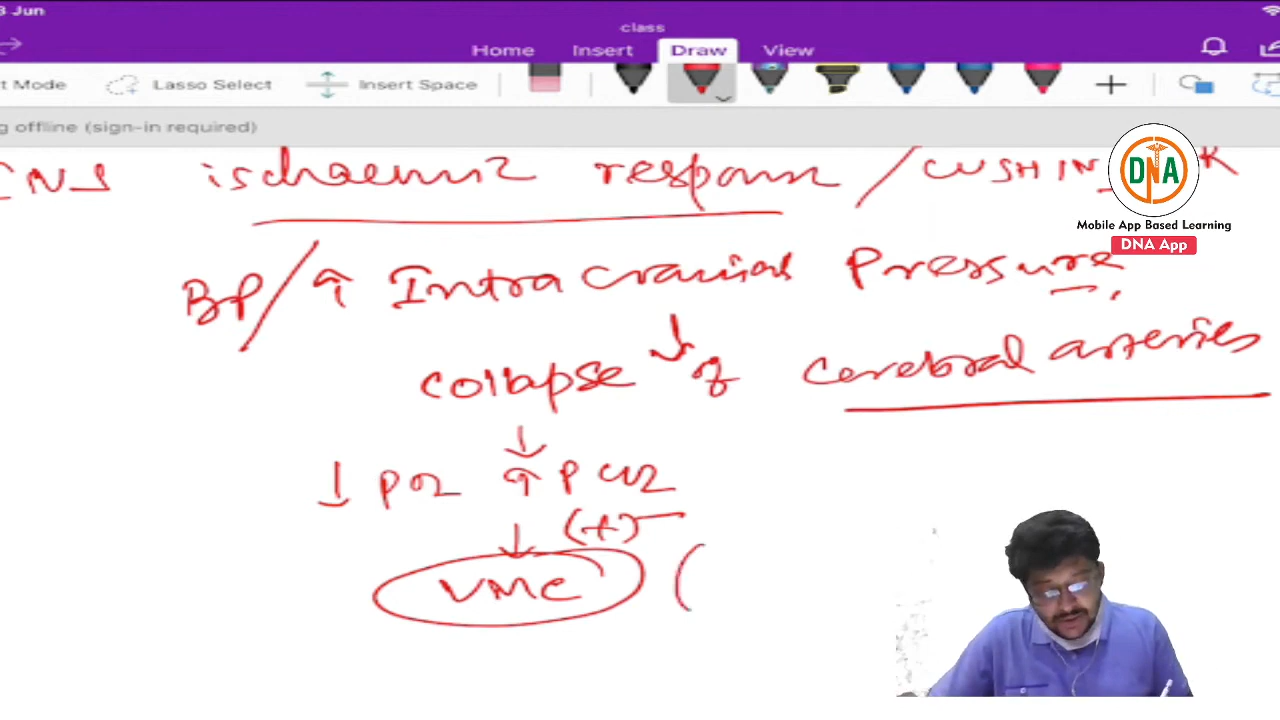 3 Jun
class
Home Insert Draw View
t Mode Lasso Select Insert Space
g offline (sign-in required)
CNS ischaemic response / CUSHIN
DNA
Mobile App Based Learning
DNA App
BP/ ↑ Intracranial Pressure
↓
Collapse of cerebral arteries
↓
↓ PO2 ↑ PCO2
↓ (+)
VMC (